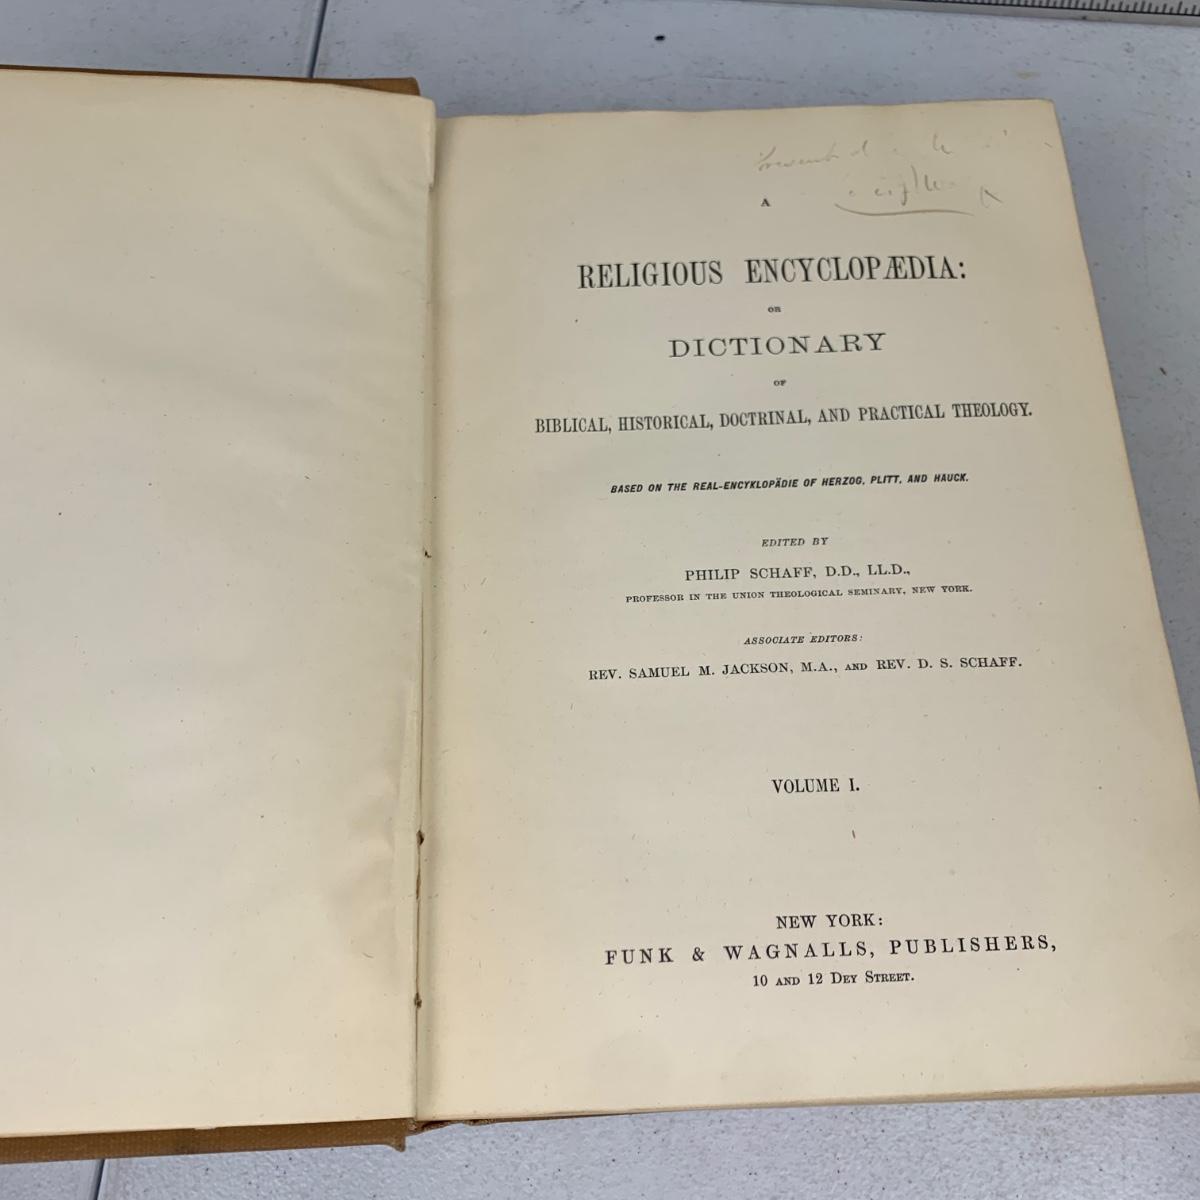 A
RELIGIOUS ENCYCLOPÆDIA:
OR
DICTIONARY
OF
BIBLICAL, HISTORICAL, DOCTRINAL, AND PRACTICAL THEOLOGY.
BASED ON THE REAL-ENCYKLOPÄDIE OF HERZOG, PLITT, AND HAUCK.
EDITED BY
PHILIP SCHAFF, D.D., LL.D.,
PROFESSOR IN THE UNION THEOLOGICAL SEMINARY, NEW YORK.
ASSOCIATE EDITORS:
REV. SAMUEL M. JACKSON, M.A., AND REV. D. S. SCHAFF.
VOLUME I.
NEW YORK:
FUNK & WAGNALLS, PUBLISHERS,
10 AND 12 DEY STREET.